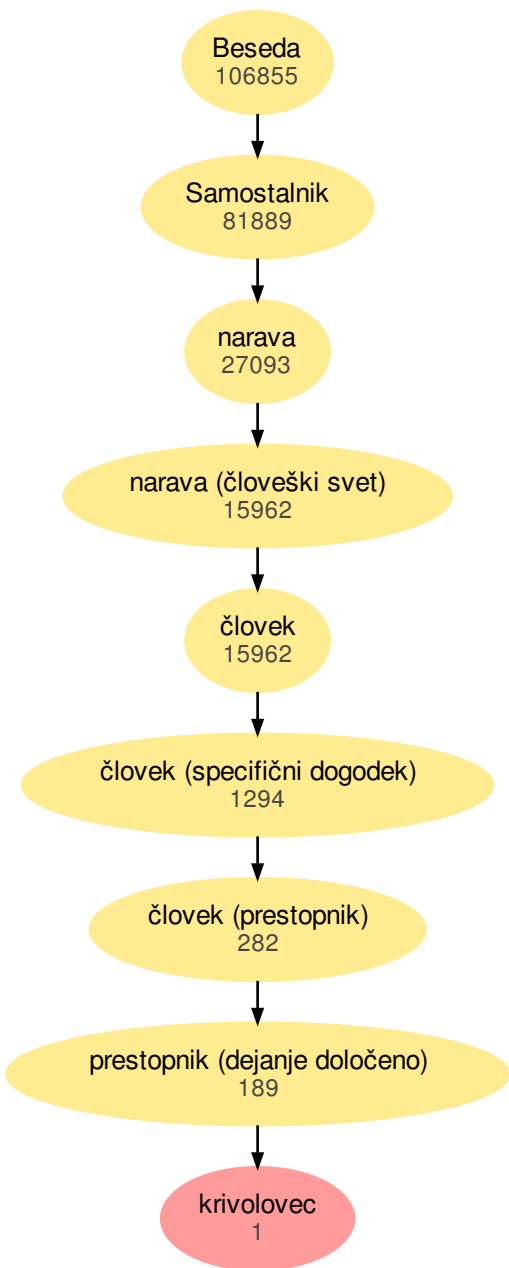 Beseda
106855
Samostalnik
81889
narava
27093
narava (človeški svet)
15962
človek
15962
človek (specifični dogodek)
1294
človek (prestopnik)
282
prestopnik (dejanje določeno)
189
krivolovec
1